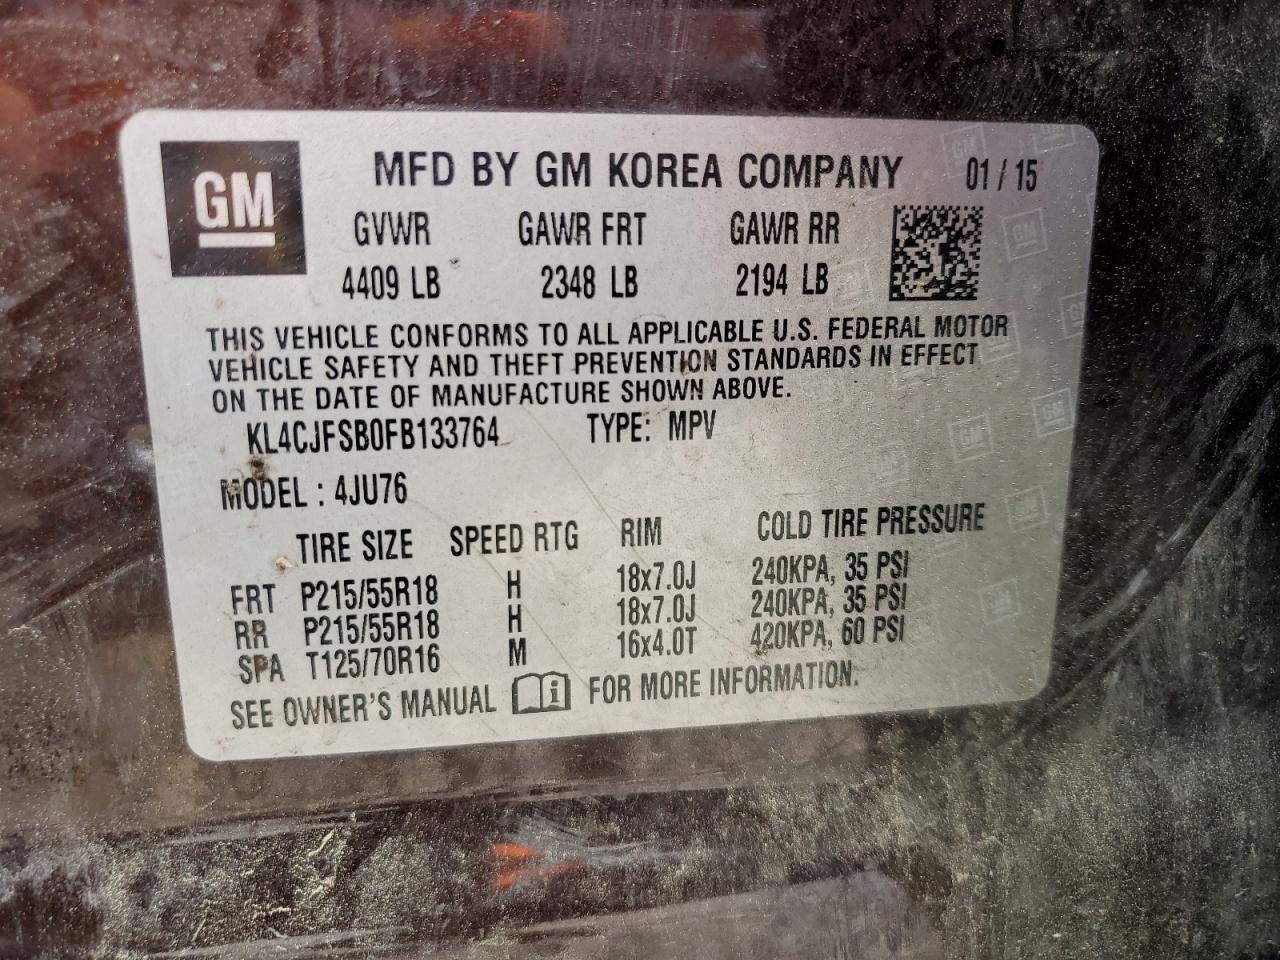 GM
MFD BY GM KOREA COMPANY 01 / 15
GVWR GAWR FRT GAWR RR
4409 LB 2348 LB 2194 LB
THIS VEHICLE CONFORMS TO ALL APPLICABLE U.S. FEDERAL MOTOR
VEHICLE SAFETY AND THEFT PREVENTION STANDARDS IN EFFECT
ON THE DATE OF MANUFACTURE SHOWN ABOVE.
KL4CJFSB0FB133764 TYPE: MPV
MODEL : 4JU76
TIRE SIZE SPEED RTG RIM COLD TIRE PRESSURE
FRT P215/55R18 H 18x7.0J 240KPA, 35 PSI
RR P215/55R18 H 18x7.0J 240KPA, 35 PSI
SPA T125/70R16 M 16x4.0T 420KPA, 60 PSI
SEE OWNER'S MANUAL i FOR MORE INFORMATION.